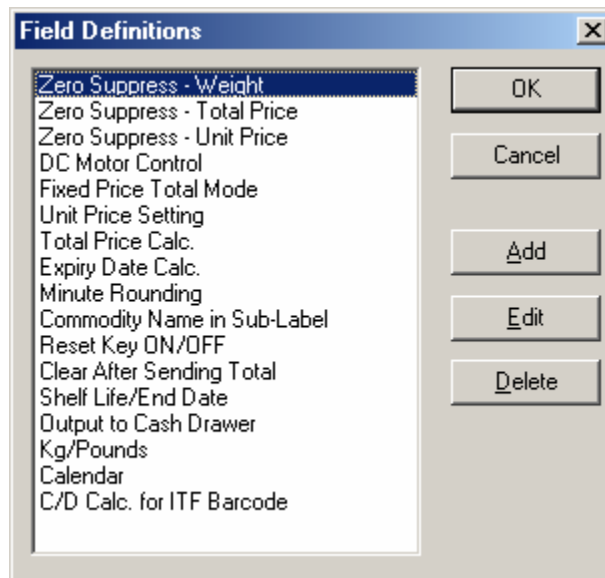 Field Definitions
Zero Suppress - Weight
Zero Suppress - Total Price
Zero Suppress - Unit Price
DC Motor Control
Fixed Price Total Mode
Unit Price Setting
Total Price Calc.
Expiry Date Calc.
Minute Rounding
Commodity Name in Sub-Label
Reset Key ON/OFF
Clear After Sending Total
Shelf Life/End Date
Output to Cash Drawer
Kg/Pounds
Calendar
C/D Calc. for ITF Barcode
OK
Cancel
Add
Edit
Delete